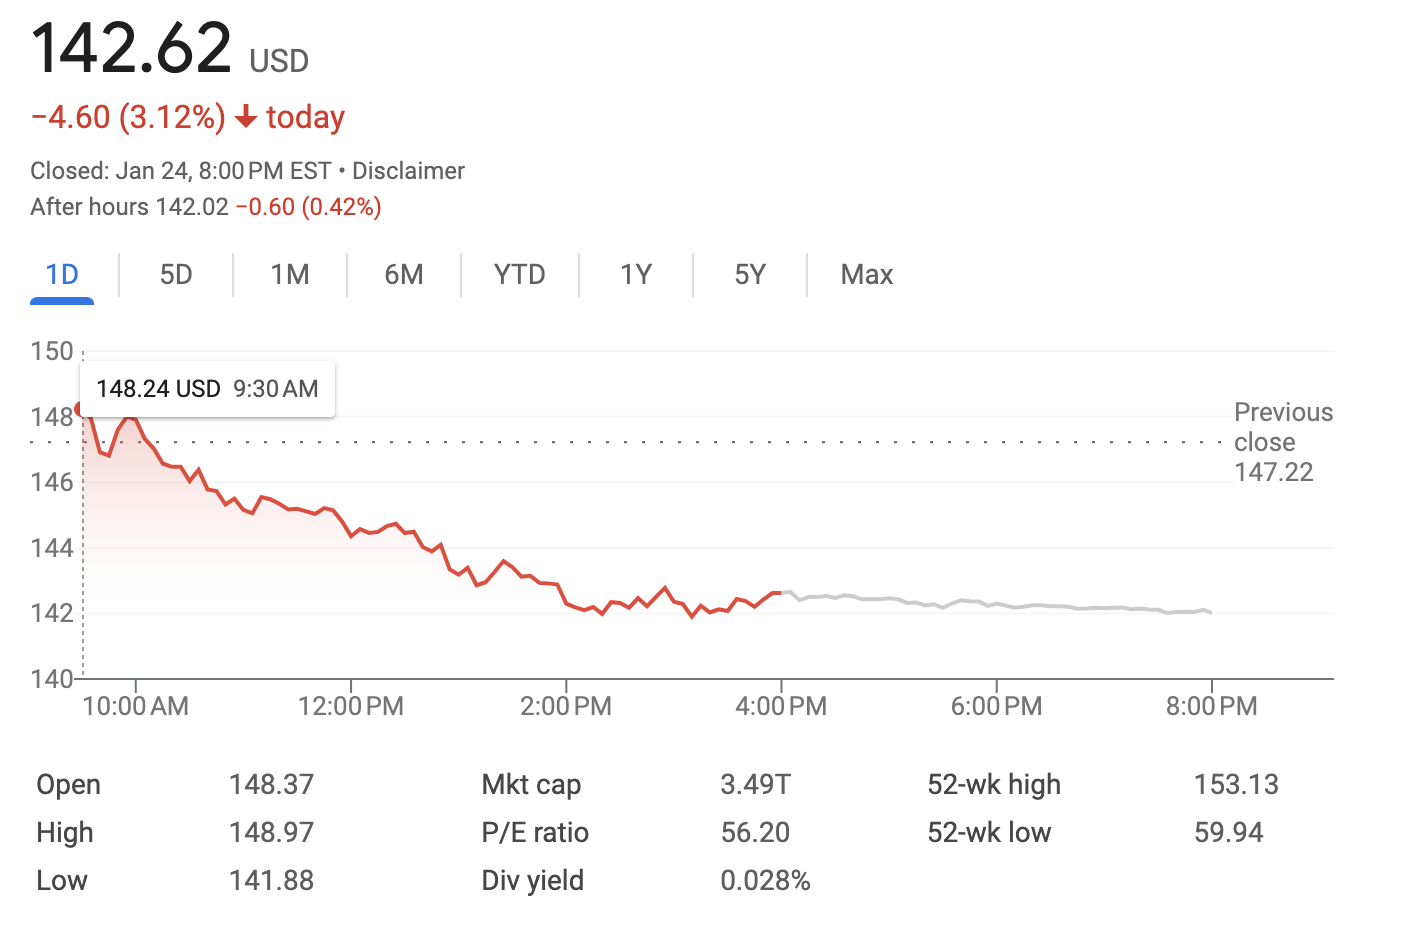 142.62 USD
−4.60 (3.12%) ↓ today
Closed: Jan 24, 8:00 PM EST • Disclaimer
After hours 142.02 −0.60 (0.42%)
1D 5D 1M 6M YTD 1Y 5Y Max
150
148.24 USD 9:30 AM
148
146
144
142
140
Previous
close
147.22
10:00 AM 12:00 PM 2:00 PM 4:00 PM 6:00 PM 8:00 PM
Open 148.37 Mkt cap 3.49T 52-wk high 153.13
High 148.97 P/E ratio 56.20 52-wk low 59.94
Low 141.88 Div yield 0.028%